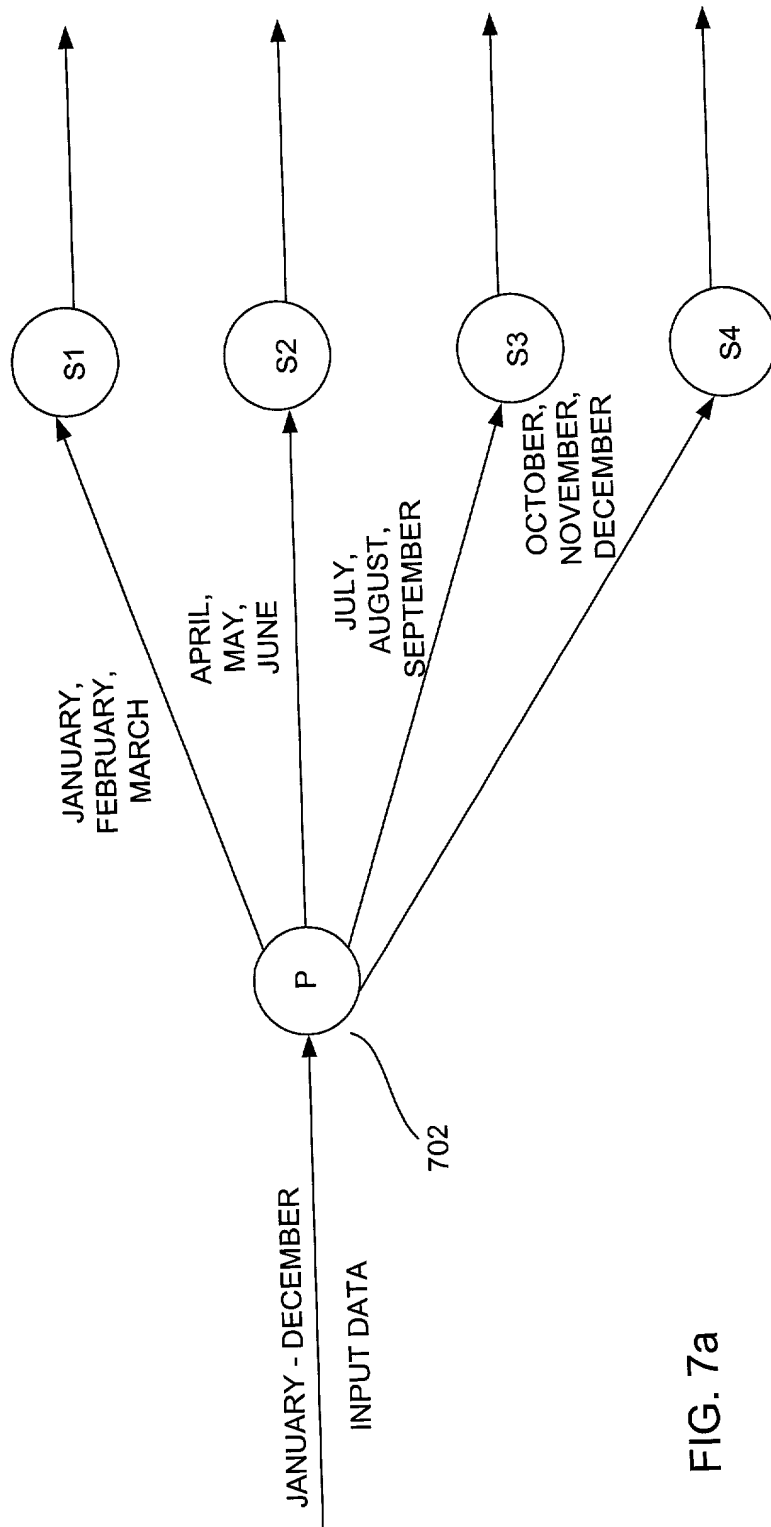 JANUARY - DECEMBER
INPUT DATA
702
P
JANUARY,
FEBRUARY,
MARCH
APRIL,
MAY,
JUNE
JULY,
AUGUST,
SEPTEMBER
OCTOBER,
NOVEMBER,
DECEMBER
S1
S2
S3
S4
FIG. 7a